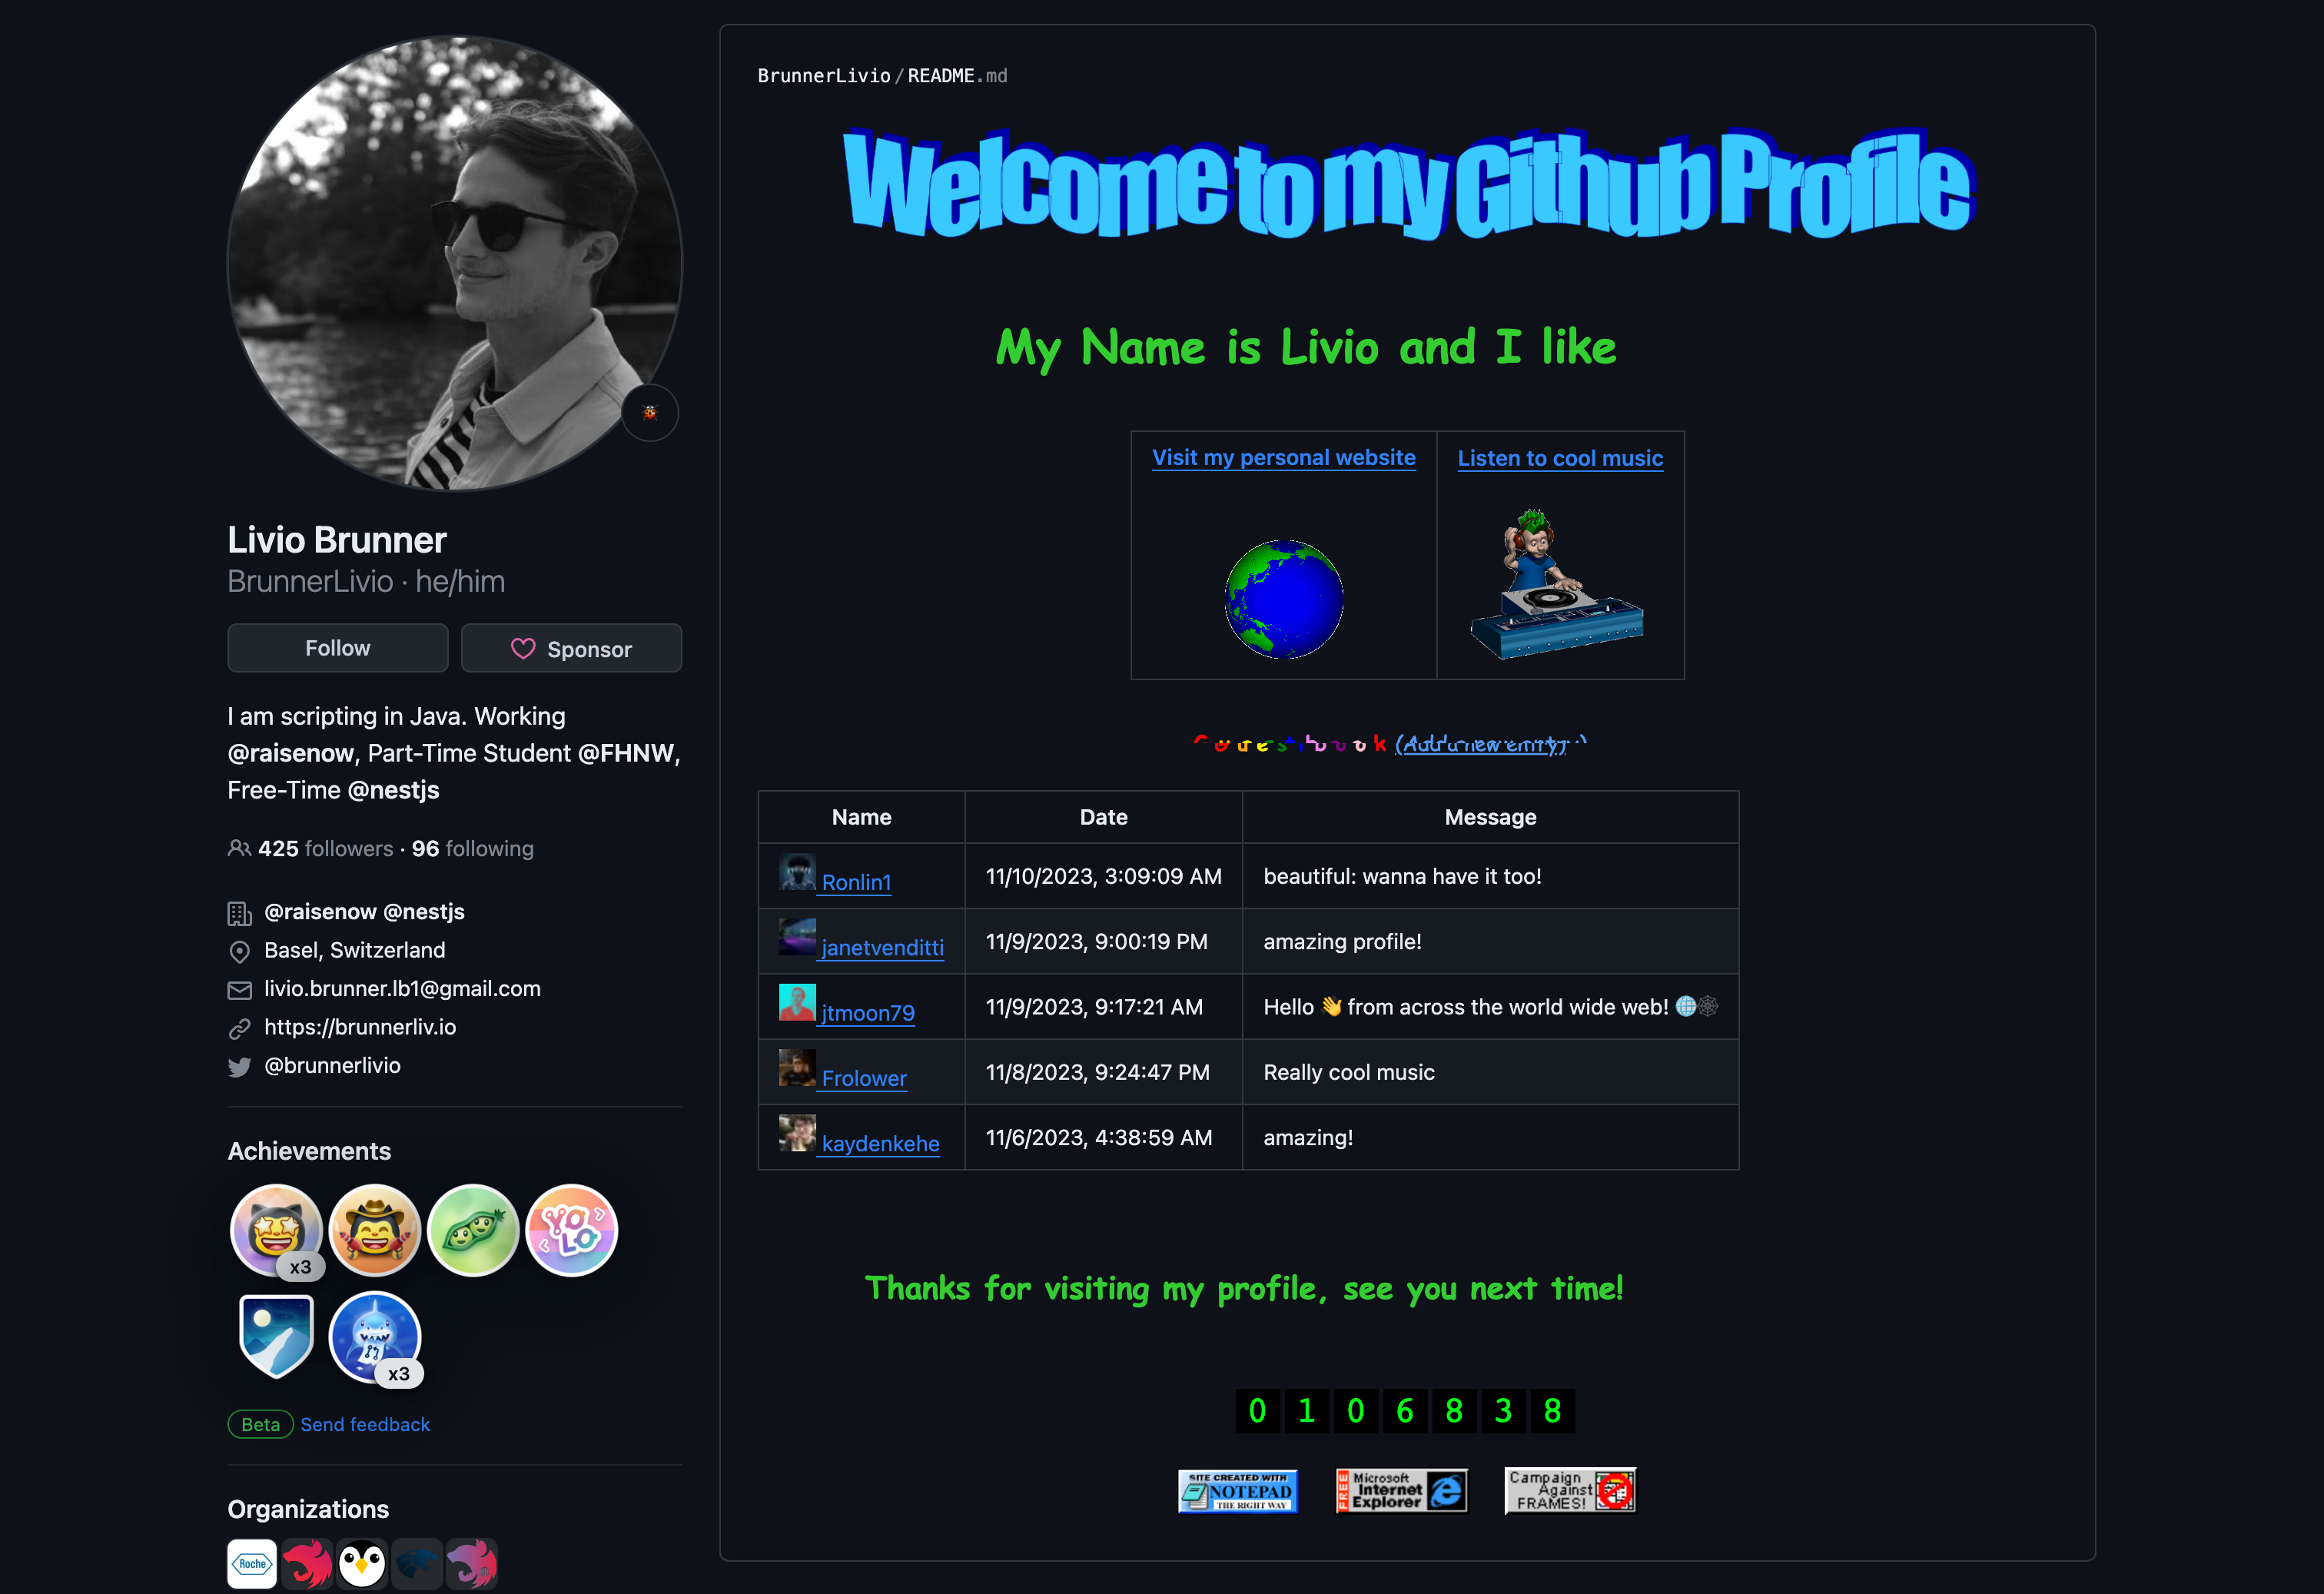 Livio Brunner
BrunnerLivio · he/him
Follow
Sponsor
I am scripting in Java. Working
@raisenow, Part-Time Student @FHNW,
Free-Time @nestjs
425 followers · 96 following
@raisenow @nestjs
Basel, Switzerland
livio.brunner.lb1@gmail.com
https://brunnerliv.io
@brunnerlivio
Achievements
x3
YOLO
x3
Beta Send feedback
Organizations
Roche
BrunnerLivio/README.md
Welcome to my Github Profile
My Name is Livio and I like
Visit my personal website
Listen to cool music
Guestbook (Add a new entry)
Name Date Message
Ronlin1 11/10/2023, 3:09:09 AM beautiful: wanna have it too!
janetvenditti 11/9/2023, 9:00:19 PM amazing profile!
jtmoon79 11/9/2023, 9:17:21 AM Hello 👋 from across the world wide web! 🌐🕸
Frolower 11/8/2023, 9:24:47 PM Really cool music
kaydenkehe 11/6/2023, 4:38:59 AM amazing!
Thanks for visiting my profile, see you next time!
0 1 0 6 8 3 8
SITE CREATED WITH
NOTEPAD
THE RIGHT WAY
FREE
Microsoft
Internet
Explorer
Campaign
Against
FRAMES!